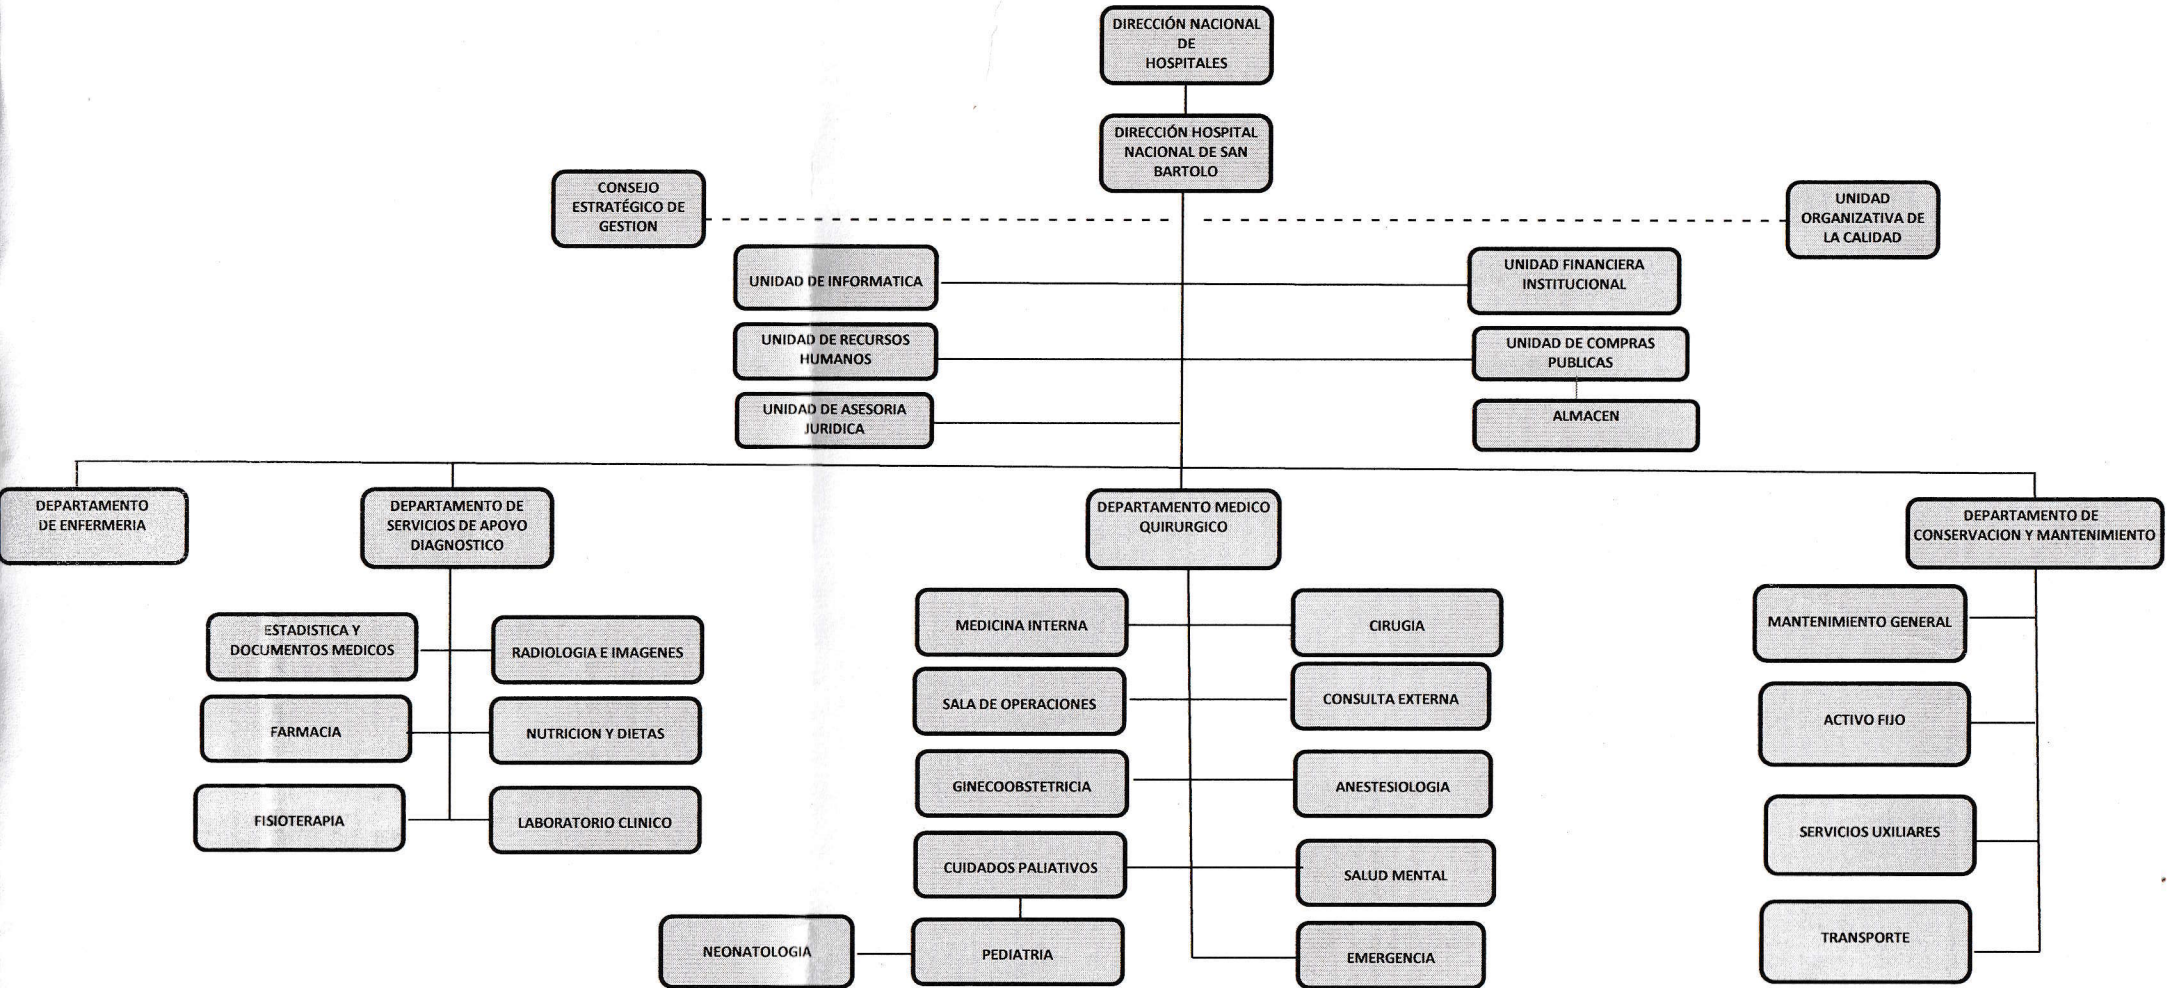 DIRECCIÓN NACIONAL
DE
HOSPITALES
DIRECCIÓN HOSPITAL
NACIONAL DE SAN
BARTOLO
CONSEJO
ESTRATÉGICO DE
GESTION
UNIDAD
ORGANIZATIVA DE
LA CALIDAD
UNIDAD DE INFORMATICA
UNIDAD FINANCIERA
INSTITUCIONAL
UNIDAD DE RECURSOS
HUMANOS
UNIDAD DE COMPRAS
PUBLICAS
UNIDAD DE ASESORIA
JURIDICA
ALMACEN
DEPARTAMENTO
DE ENFERMERIA
DEPARTAMENTO DE
SERVICIOS DE APOYO
DIAGNOSTICO
DEPARTAMENTO MEDICO
QUIRURGICO
DEPARTAMENTO DE
CONSERVACION Y MANTENIMIENTO
ESTADISTICA Y
DOCUMENTOS MEDICOS
RADIOLOGIA E IMAGENES
FARMACIA
NUTRICION Y DIETAS
FISIOTERAPIA
LABORATORIO CLINICO
MEDICINA INTERNA
CIRUGIA
SALA DE OPERACIONES
CONSULTA EXTERNA
GINECOOBSTETRICIA
ANESTESIOLOGIA
CUIDADOS PALIATIVOS
SALUD MENTAL
NEONATOLOGIA
PEDIATRIA
EMERGENCIA
MANTENIMIENTO GENERAL
ACTIVO FIJO
SERVICIOS UXILIARES
TRANSPORTE